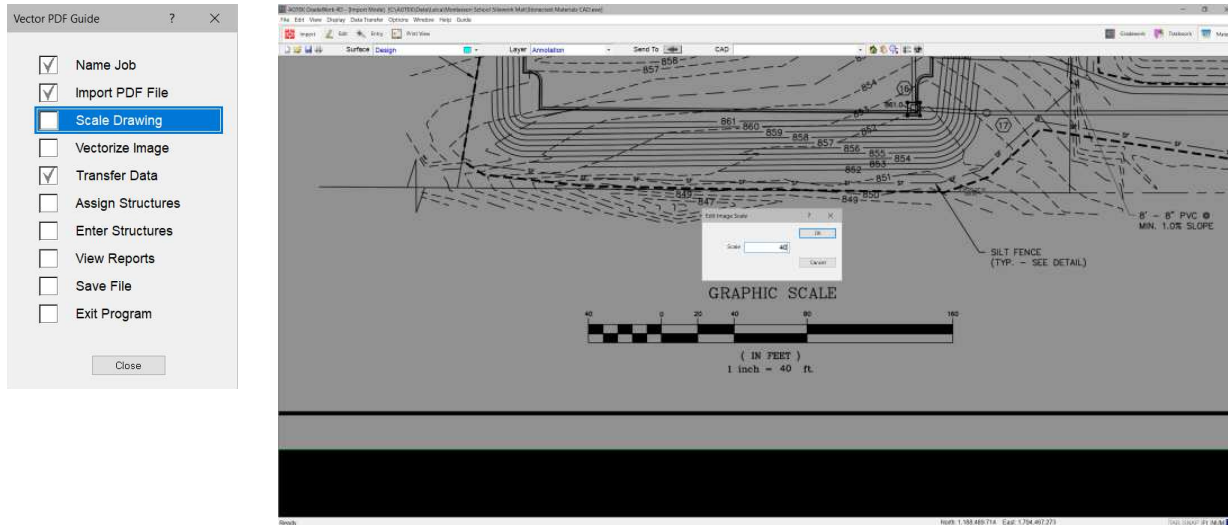 Vector PDF Guide ? ×
Name Job
Import PDF File
Scale Drawing
Vectorize Image
Transfer Data
Assign Structures
Enter Structures
View Reports
Save File
Exit Program
Close
File Edit View Display Data Transfer Options Window Help Guide
Import Edit Entry Print View
Surface Design Layer Annotation Send To CAD
858
857
854
16
861.0
853
861
860
859
858
857
852
17
856
855
854
853
852
851
850
849
849
847
Edit Image Scale ? ×
OK
Scale 40
Cancel
8' - 8" PVC @
MIN. 1.0% SLOPE
SILT FENCE
(TYP. - SEE DETAIL)
GRAPHIC SCALE
40 0 20 40 80 160
( IN FEET )
1 inch = 40 ft.
Ready